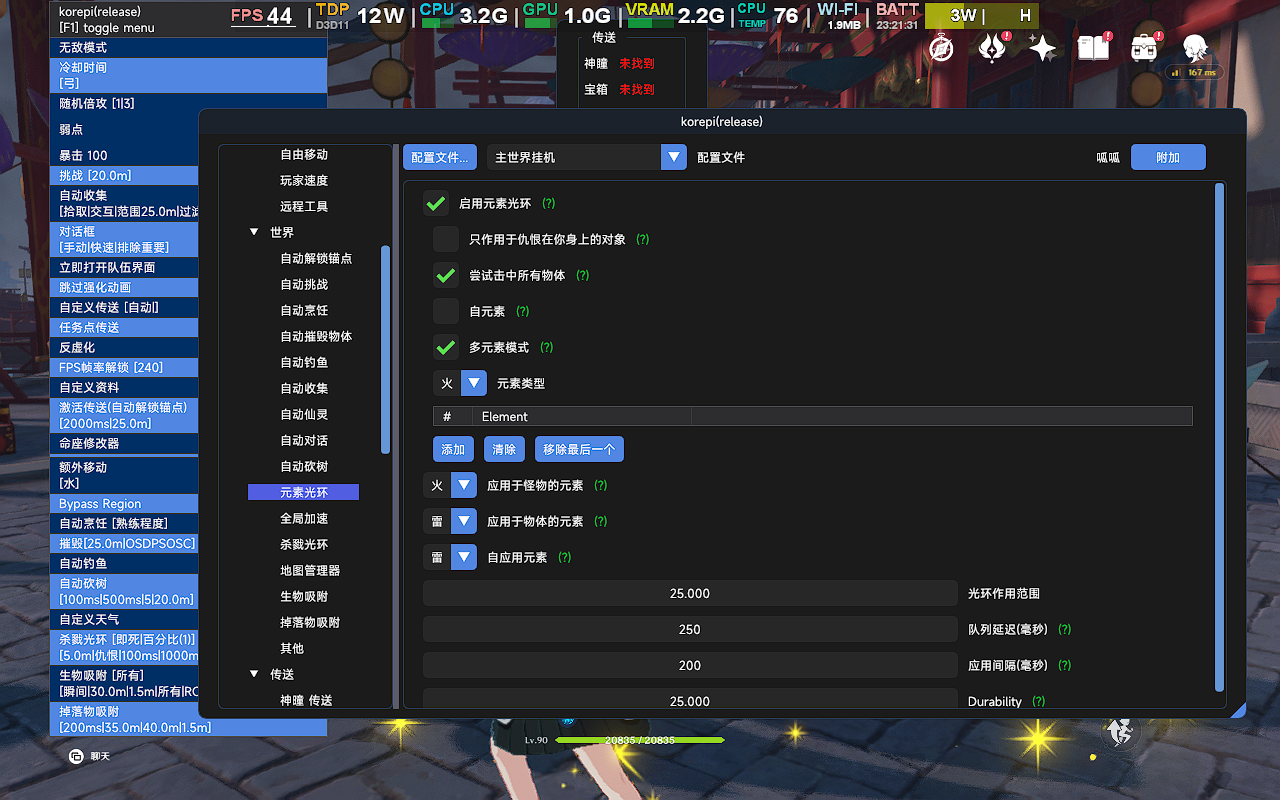 korepi(release)
[F1] toggle menu
FPS 44 | TDP D3D11 12W | CPU 3.2G | GPU 1.0G | VRAM 2.2G | CPU TEMP 76 | WI-FI 1.9MB | BATT 23:21:31 3W | H
167 ms
传送
神瞳 未找到
宝箱 未找到
无敌模式
冷却时间
[弓]
随机倍攻 [1|3]
弱点
暴击 100
挑战 [20.0m]
自动收集
[拾取|交互|范围25.0m|过滤
对话框
[手动|快速|排除重要]
立即打开队伍界面
跳过强化动画
自定义传送 [自动|]
任务点传送
反虚化
FPS帧率解锁 [240]
自定义资料
激活传送(自动解锁锚点)
[2000ms|25.0m]
命座修改器
额外移动
[水]
Bypass Region
自动烹饪 [熟练程度]
摧毁[25.0m|OSDPSOSC]
自动钓鱼
自动砍树
[100ms|500ms|5|20.0m]
自定义天气
杀戮光环 [即死|百分比(1)]
[5.0m|仇恨|100ms|1000m
生物吸附 [所有]
[瞬间|30.0m|1.5m|所有|RC
掉落物吸附
[200ms|35.0m|40.0m|1.5m]
korepi(release)
自由移动
玩家速度
远程工具
世界
自动解锁锚点
自动挑战
自动烹饪
自动摧毁物体
自动钓鱼
自动收集
自动仙灵
自动对话
自动砍树
元素光环
全局加速
杀戮光环
地图管理器
生物吸附
掉落物吸附
其他
传送
神瞳 传送
配置文件... 主世界挂机 配置文件 呱呱 附加
启用元素光环 (?)
只作用于仇恨在你身上的对象 (?)
尝试击中所有物体 (?)
自元素 (?)
多元素模式 (?)
火 元素类型
# Element
添加 清除 移除最后一个
火 应用于怪物的元素 (?)
雷 应用于物体的元素 (?)
雷 自应用元素 (?)
25.000 光环作用范围
250 队列延迟(毫秒) (?)
200 应用间隔(毫秒) (?)
25.000 Durability (?)
Lv.90 20835 / 20835
聊天